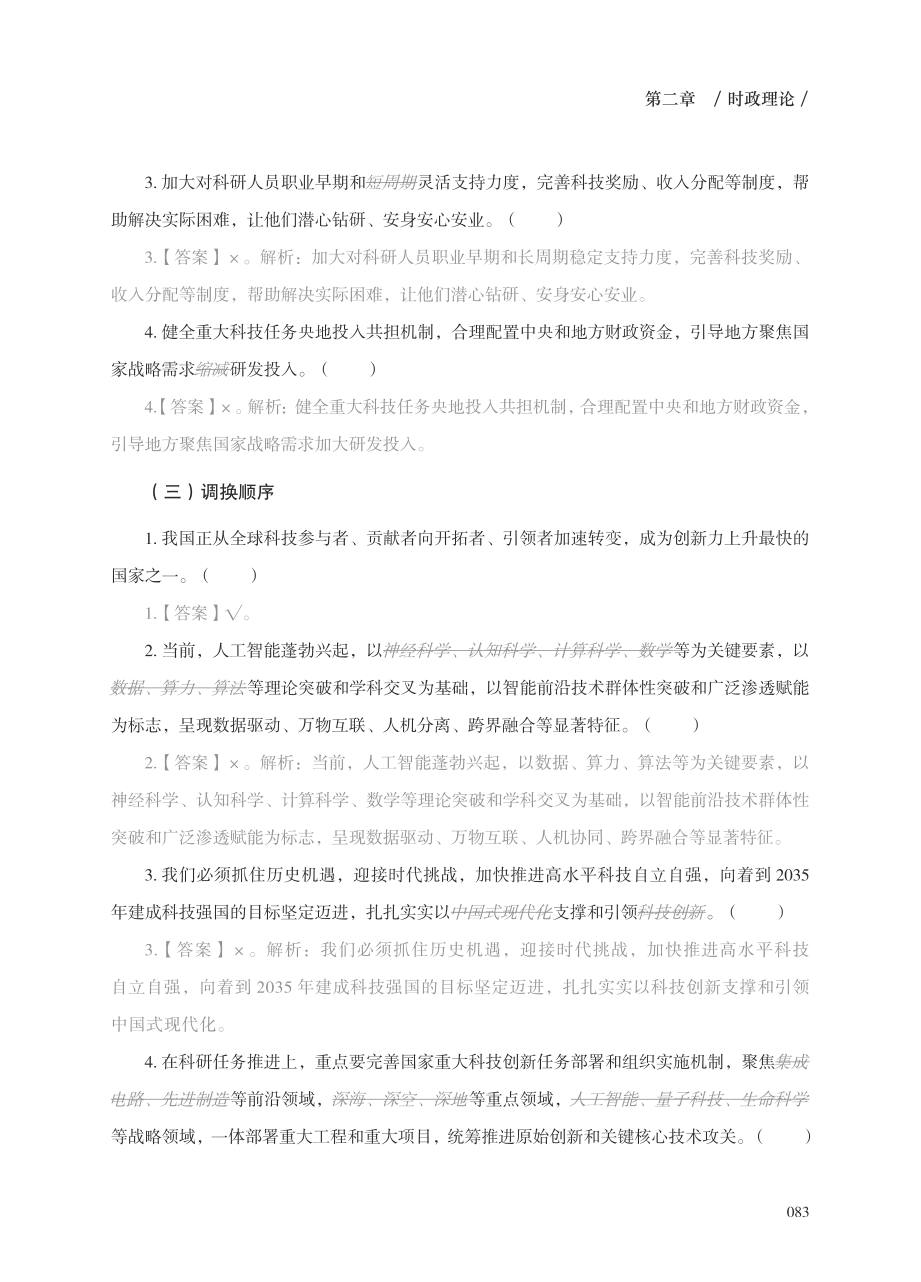 第二章 / 时政理论 /
3. 加大对科研人员职业早期和短周期灵活支持力度，完善科技奖励、收入分配等制度，帮
助解决实际困难，让他们潜心钻研、安身安心安业。（  ）
3.【答案】×。解析：加大对科研人员职业早期和长周期稳定支持力度，完善科技奖励、
收入分配等制度，帮助解决实际困难，让他们潜心钻研、安身安心安业。
4. 健全重大科技任务央地投入共担机制，合理配置中央和地方财政资金，引导地方聚焦国
家战略需求缩减研发投入。（  ）
4.【答案】×。解析：健全重大科技任务央地投入共担机制，合理配置中央和地方财政资金，
引导地方聚焦国家战略需求加大研发投入。
（三）调换顺序
1. 我国正从全球科技参与者、贡献者向开拓者、引领者加速转变，成为创新力上升最快的
国家之一。（  ）
1.【答案】√。
2. 当前，人工智能蓬勃兴起，以神经科学、认知科学、计算科学、数学等为关键要素，以
数据、算力、算法等理论突破和学科交叉为基础，以智能前沿技术群体性突破和广泛渗透赋能
为标志，呈现数据驱动、万物互联、人机分离、跨界融合等显著特征。（  ）
2.【答案】×。解析：当前，人工智能蓬勃兴起，以数据、算力、算法等为关键要素，以
神经科学、认知科学、计算科学、数学等理论突破和学科交叉为基础，以智能前沿技术群体性
突破和广泛渗透赋能为标志，呈现数据驱动、万物互联、人机协同、跨界融合等显著特征。
3. 我们必须抓住历史机遇，迎接时代挑战，加快推进高水平科技自立自强，向着到 2035
年建成科技强国的目标坚定迈进，扎扎实实以中国式现代化支撑和引领科技创新。（  ）
3.【答案】×。解析：我们必须抓住历史机遇，迎接时代挑战，加快推进高水平科技
自立自强，向着到 2035 年建成科技强国的目标坚定迈进，扎扎实实以科技创新支撑和引领
中国式现代化。
4. 在科研任务推进上，重点要完善国家重大科技创新任务部署和组织实施机制，聚焦集成
电路、先进制造等前沿领域，深海、深空、深地等重点领域，人工智能、量子科技、生命科学
等战略领域，一体部署重大工程和重大项目，统筹推进原始创新和关键核心技术攻关。（  ）
083